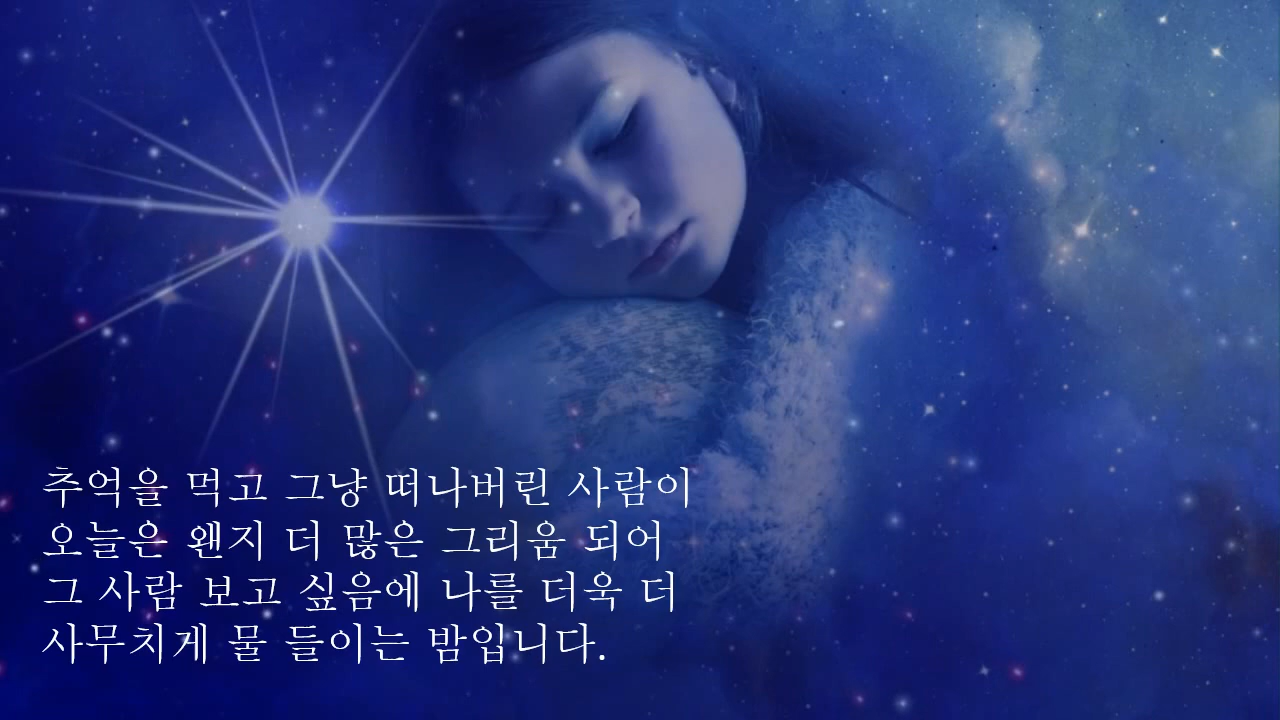 추억을 먹고 그냥 떠나버린 사람이
오늘은 왠지 더 많은 그리움 되어
그 사람 보고 싶음에 나를 더욱 더
사무치게 물 들이는 밤입니다.